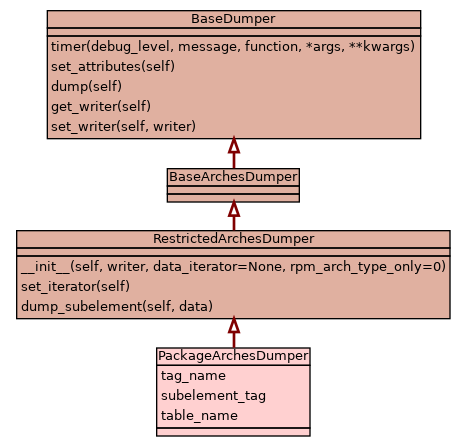 BaseDumper
timer(debug_level, message, function, *args, **kwargs)
set_attributes(self)
dump(self)
get_writer(self)
set_writer(self, writer)
BaseArchesDumper
RestrictedArchesDumper
__init__(self, writer, data_iterator=None, rpm_arch_type_only=0)
set_iterator(self)
dump_subelement(self, data)
PackageArchesDumper
tag_name
subelement_tag
table_name